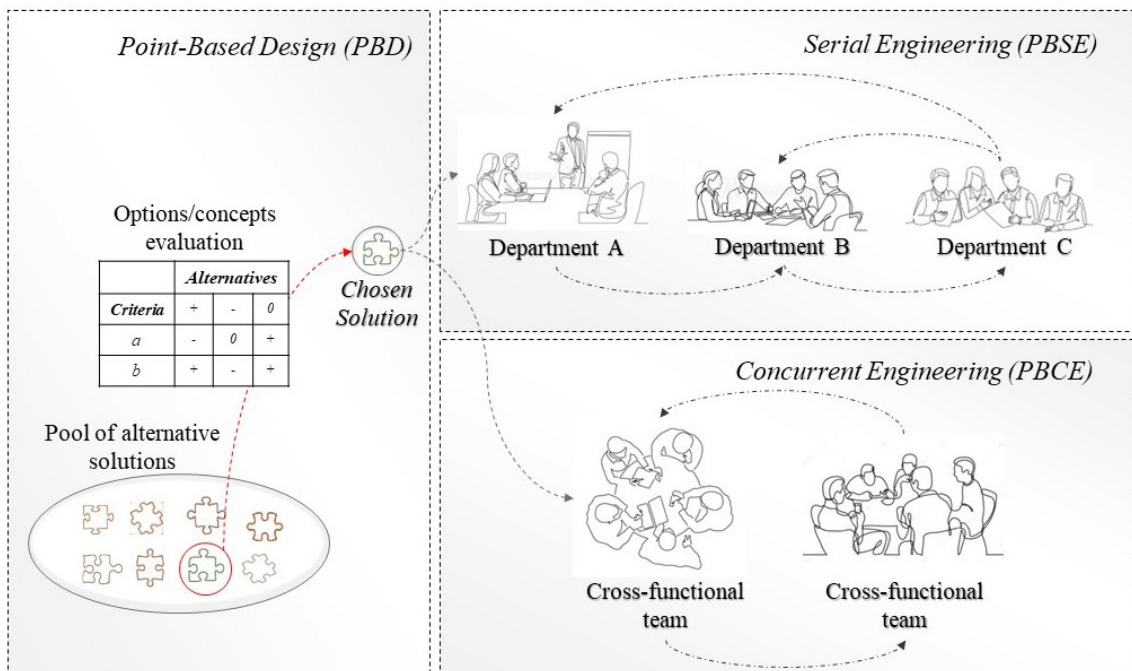 Point-Based Design (PBD)
Options/concepts
evaluation
Alternatives
Criteria + - 0
a - 0 +
b + - +
Chosen
Solution
Pool of alternative
solutions
Serial Engineering (PBSE)
Department A
Department B
Department C
Concurrent Engineering (PBCE)
Cross-functional
team
Cross-functional
team